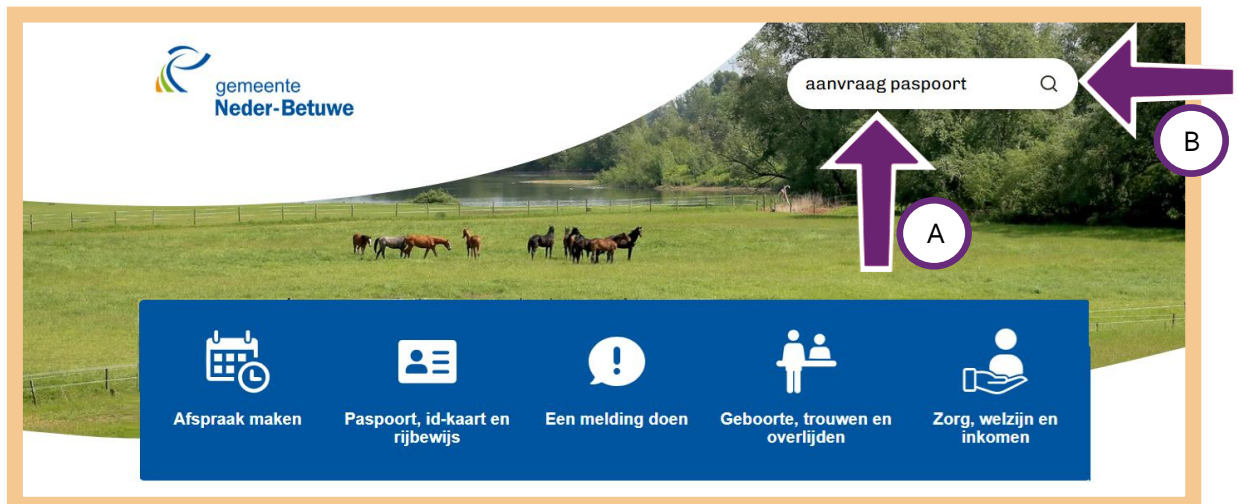 gemeente
Neder-Betuwe
aanvraag paspoort
B
A
Afspraak maken
Paspoort, id-kaart en
rijbewijs
Een melding doen
Geboorte, trouwen en
overlijden
Zorg, welzijn en
inkomen